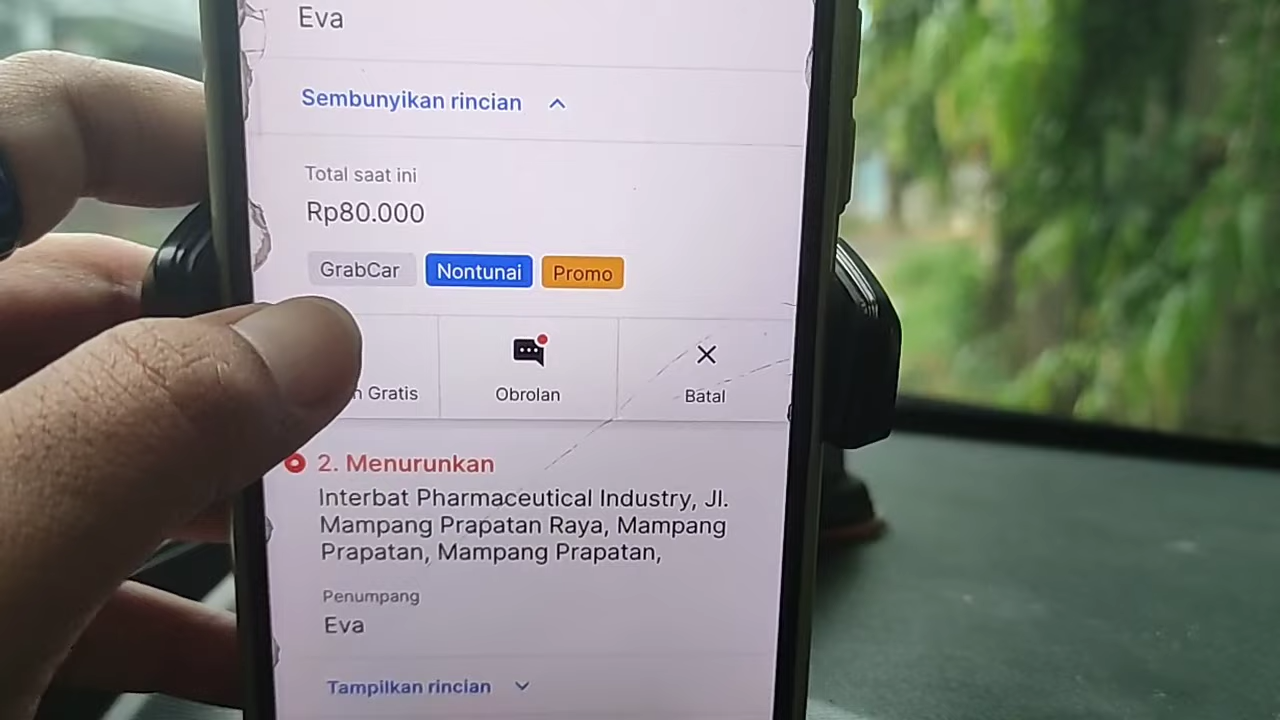 Eva
Sembunyikan rincian
Total saat ini
Rp80.000
GrabCar Nontunai Promo
Gratis
Obrolan
Batal
2. Menurunkan
Interbat Pharmaceutical Industry, Jl.
Mampang Prapatan Raya, Mampang
Prapatan, Mampang Prapatan,
Penumpang
Eva
Tampilkan rincian